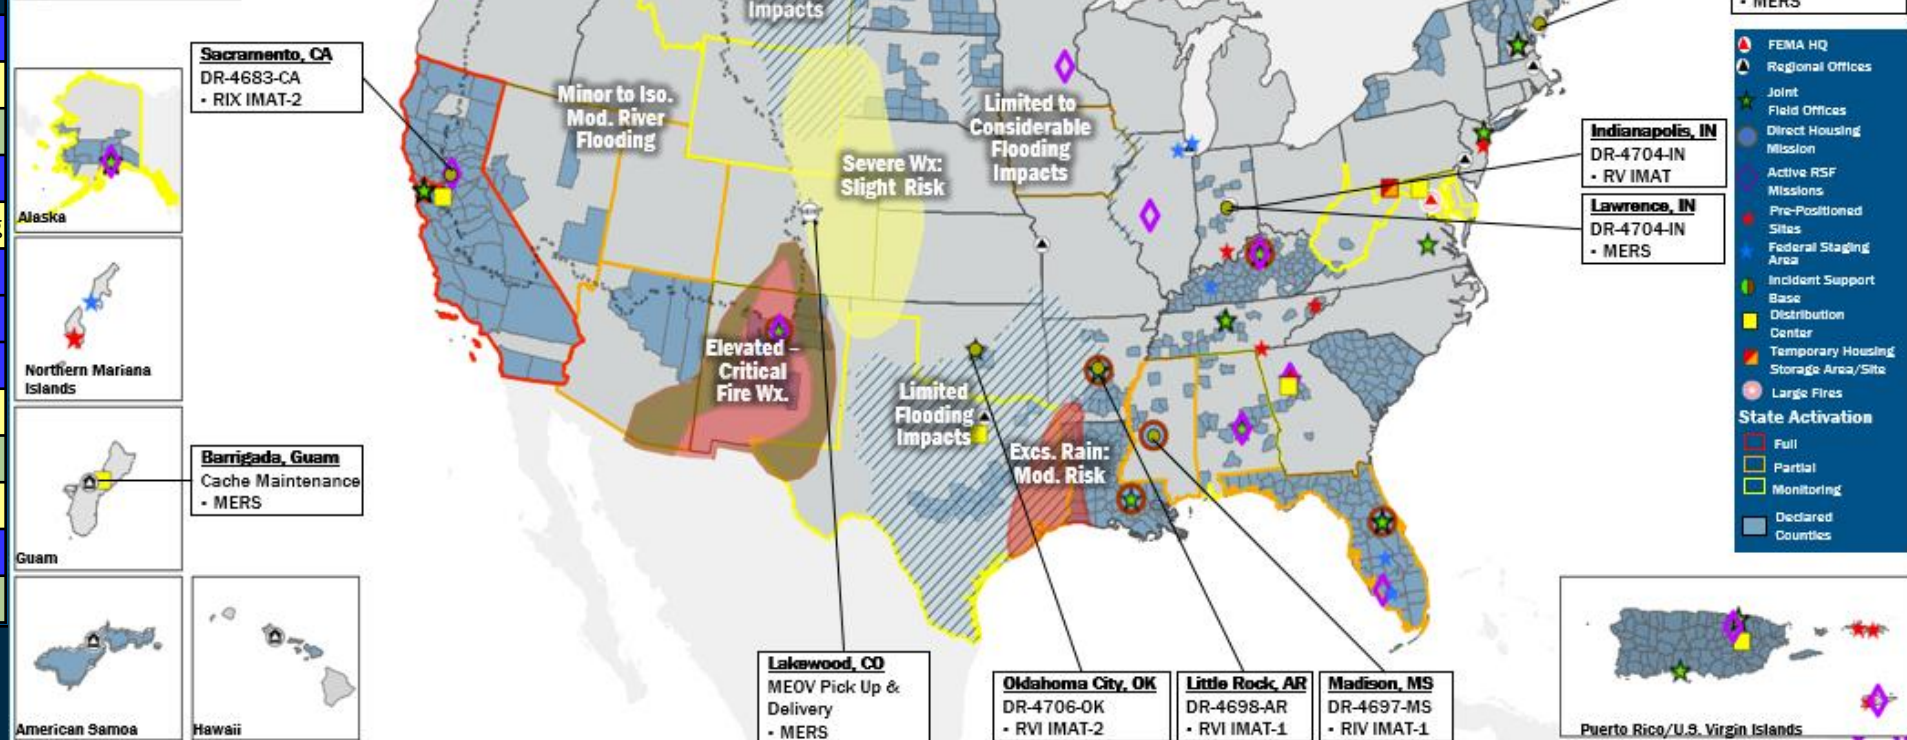 Impacts
• MERS
Sacramento, CA
DR-4683-CA
• RIX IMAT-2
Minor to Iso.
Mod. River
Flooding
Severe Wx:
Slight Risk
Limited to
Considerable
Flooding
Impacts
Indianapolis, IN
DR-4704-IN
• RV IMAT
Lawrence, IN
DR-4704-IN
• MERS
FEMA HQ
Regional Offices
Joint
Field Offices
Direct Housing
Mission
Active RSF
Missions
Pre-Positioned
Sites
Federal Staging
Area
Incident Support
Base
Distribution
Center
Temporary Housing
Storage Area/Site
Large Fires
State Activation
Full
Partial
Monitoring
Declared
Counties
Alaska
Northern Mariana
Islands
Elevated –
Critical
Fire Wx.
Limited
Flooding
Impacts
Excs. Rain:
Mod. Risk
Barrigada, Guam
Cache Maintenance
• MERS
Guam
American Samoa
Hawaii
Lakewood, CO
MEOV Pick Up &
Delivery
• MERS
Oklahoma City, OK
DR-4706-OK
• RVI IMAT-2
Little Rock, AR
DR-4698-AR
• RVI IMAT-1
Madison, MS
DR-4697-MS
• RIV IMAT-1
Puerto Rico/U.S. Virgin Islands